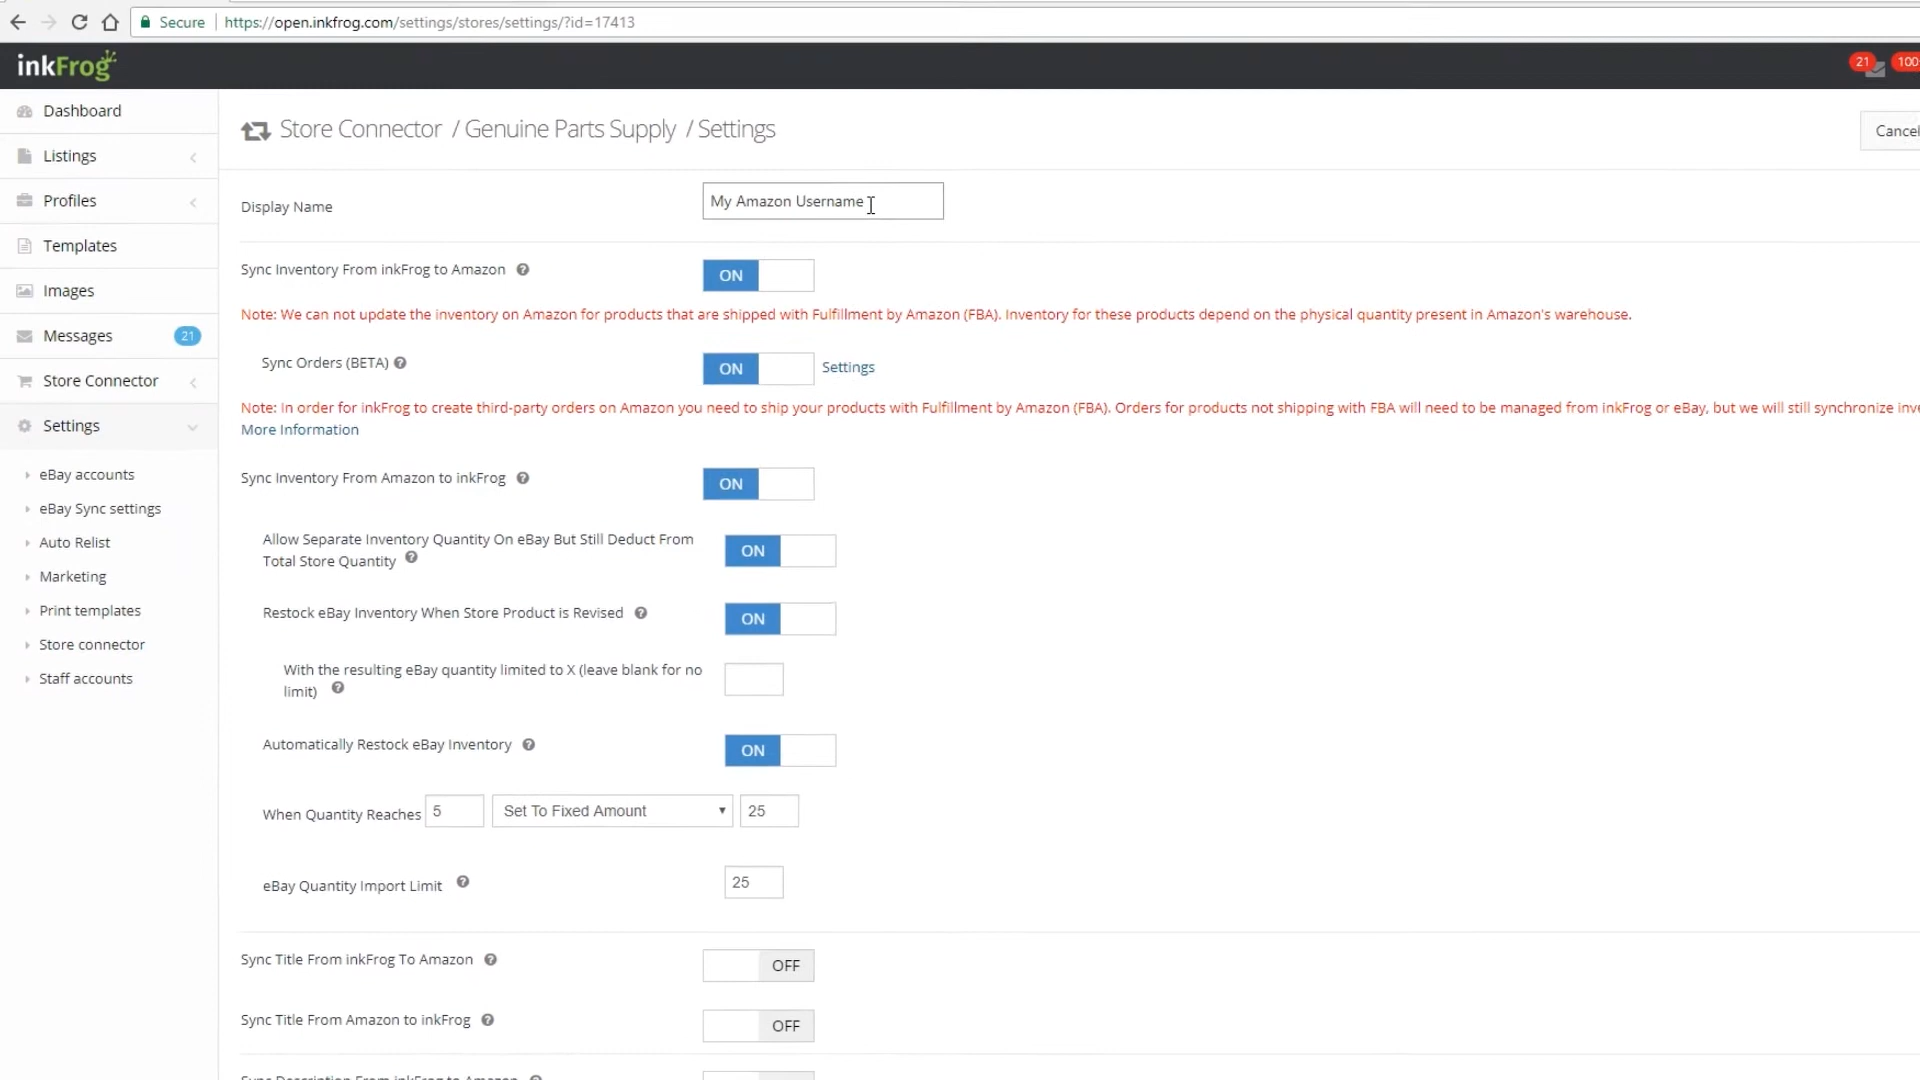 Secure https://open.inkfrog.com/settings/stores/settings/?id=17413
inkFrog
21 100
Dashboard
Listings
Profiles
Templates
Images
Messages 21
Store Connector
Settings
eBay accounts
eBay Sync settings
Auto Relist
Marketing
Print templates
Store connector
Staff accounts
Store Connector / Genuine Parts Supply / Settings
Cancel
Display Name My Amazon Username
Sync Inventory From inkFrog to Amazon ON
Note: We can not update the inventory on Amazon for products that are shipped with Fulfillment by Amazon (FBA). Inventory for these products depend on the physical quantity present in Amazon's warehouse.
Sync Orders (BETA) ON Settings
Note: In order for inkFrog to create third-party orders on Amazon you need to ship your products with Fulfillment by Amazon (FBA). Orders for products not shipping with FBA will need to be managed from inkFrog or eBay, but we will still synchronize inve
More Information
Sync Inventory From Amazon to inkFrog ON
Allow Separate Inventory Quantity On eBay But Still Deduct From
Total Store Quantity ON
Restock eBay Inventory When Store Product is Revised ON
With the resulting eBay quantity limited to X (leave blank for no
limit)
Automatically Restock eBay Inventory ON
When Quantity Reaches 5 Set To Fixed Amount 25
eBay Quantity Import Limit 25
Sync Title From inkFrog To Amazon OFF
Sync Title From Amazon to inkFrog OFF
Sync Description From inkFrog to Amazon